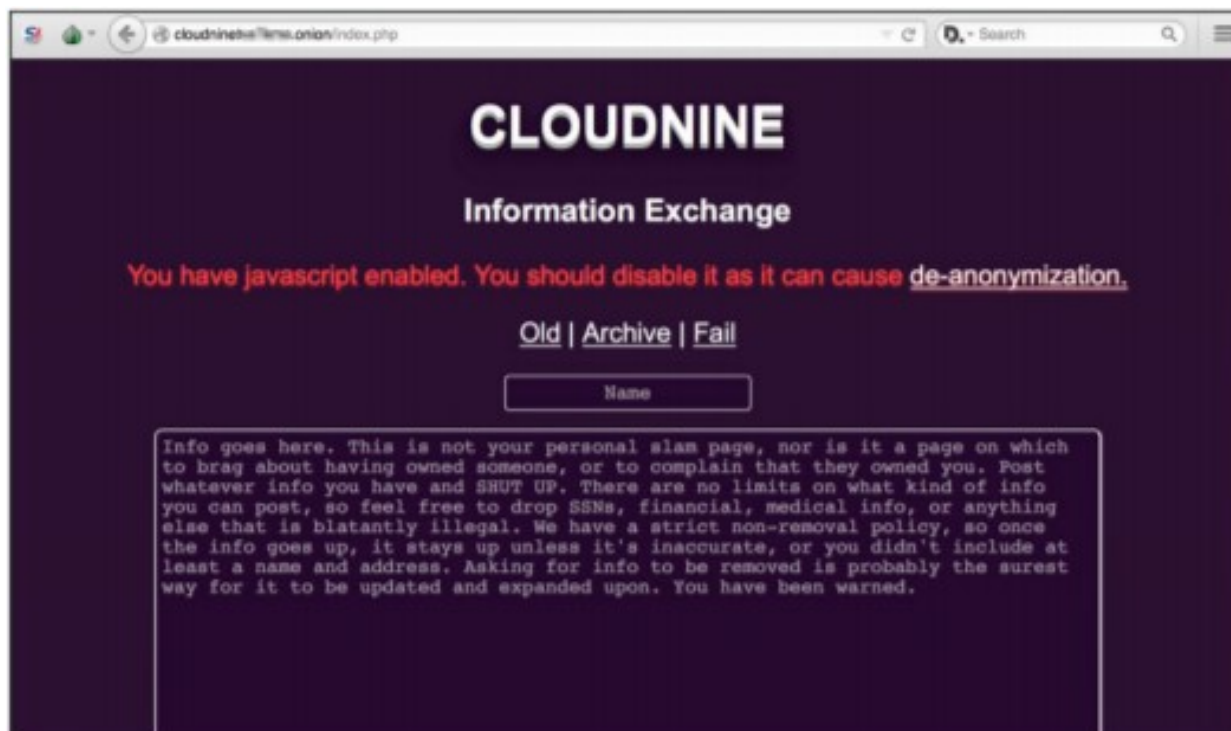 /index.php
Search
CLOUDNINE
Information Exchange
You have javascript enabled. You should disable it as it can cause de-anonymization.
Old | Archive | Fail
Name
Info goes here. This is not your personal slam page, nor is it a page on which
to brag about having owned someone, or to complain that they owned you. Post
whatever info you have and SHUT UP. There are no limits on what kind of info
you can post, so feel free to drop SSNs, financial, medical info, or anything
else that is blatantly illegal. We have a strict non-removal policy, so once
the info goes up, it stays up unless it's inaccurate, or you didn't include at
least a name and address. Asking for info to be removed is probably the surest
way for it to be updated and expanded upon. You have been warned.